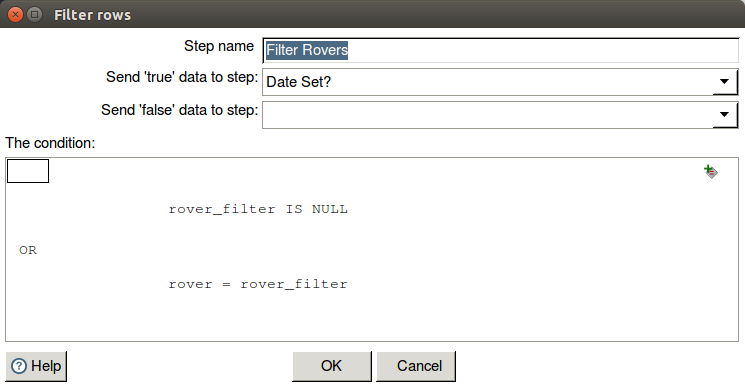 Filter rows
Step name Filter Rovers
Send 'true' data to step: Date Set?
Send 'false' data to step:
The condition:
rover_filter IS NULL
OR
rover = rover_filter
Help OK Cancel